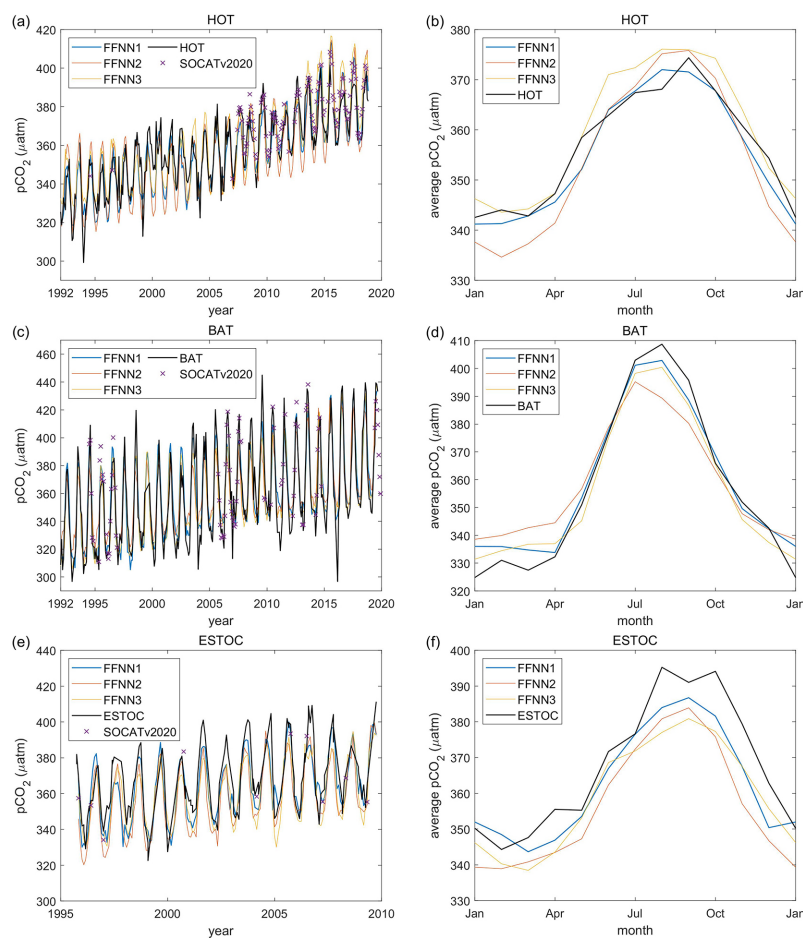 (a) HOT
420
400
380
360
340
320
300
pCO2 (μatm)
FFNN1 HOT
FFNN2 SOCATv2020
FFNN3
1992 1995 2000 2005 2010 2015 2020
year
(b) HOT
380
370
360
350
340
330
average pCO2 (μatm)
FFNN1
FFNN2
FFNN3
HOT
Jan Apr Jul Oct Jan
month
(c) BAT
460
440
420
400
380
360
340
320
300
pCO2 (μatm)
FFNN1 BAT
FFNN2 SOCATv2020
FFNN3
1992 1995 2000 2005 2010 2015 2020
year
(d) BAT
410
400
390
380
370
360
350
340
330
320
average pCO2 (μatm)
FFNN1
FFNN2
FFNN3
BAT
Jan Apr Jul Oct Jan
month
(e) ESTOC
440
420
400
380
360
340
320
300
pCO2 (μatm)
FFNN1
FFNN2
FFNN3
ESTOC
SOCATv2020
1995 2000 2005 2010
year
(f) ESTOC
400
390
380
370
360
350
340
330
average pCO2 (μatm)
FFNN1
FFNN2
FFNN3
ESTOC
Jan Apr Jul Oct Jan
month